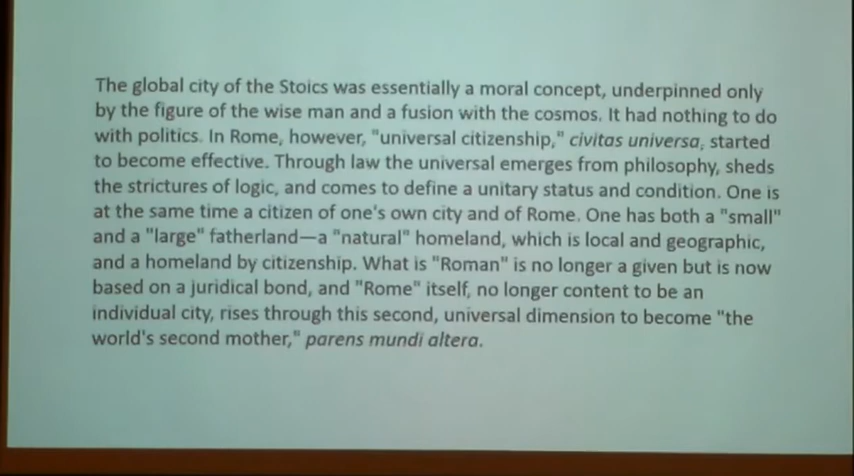 The global city of the Stoics was essentially a moral concept, underpinned only
by the figure of the wise man and a fusion with the cosmos. It had nothing to do
with politics. In Rome, however, "universal citizenship," civitas universa, started
to become effective. Through law the universal emerges from philosophy, sheds
the strictures of logic, and comes to define a unitary status and condition. One is
at the same time a citizen of one's own city and of Rome. One has both a "small"
and a "large" fatherland—a "natural" homeland, which is local and geographic,
and a homeland by citizenship. What is "Roman" is no longer a given but is now
based on a juridical bond, and "Rome" itself, no longer content to be an
individual city, rises through this second, universal dimension to become "the
world's second mother," parens mundi altera.